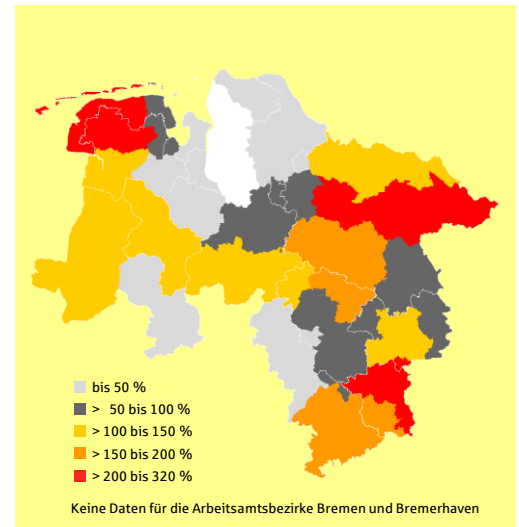 bis 50 %
> 50 bis 100 %
> 100 bis 150 %
> 150 bis 200 %
> 200 bis 320 %
Keine Daten für die Arbeitsamtsbezirke Bremen und Bremerhaven